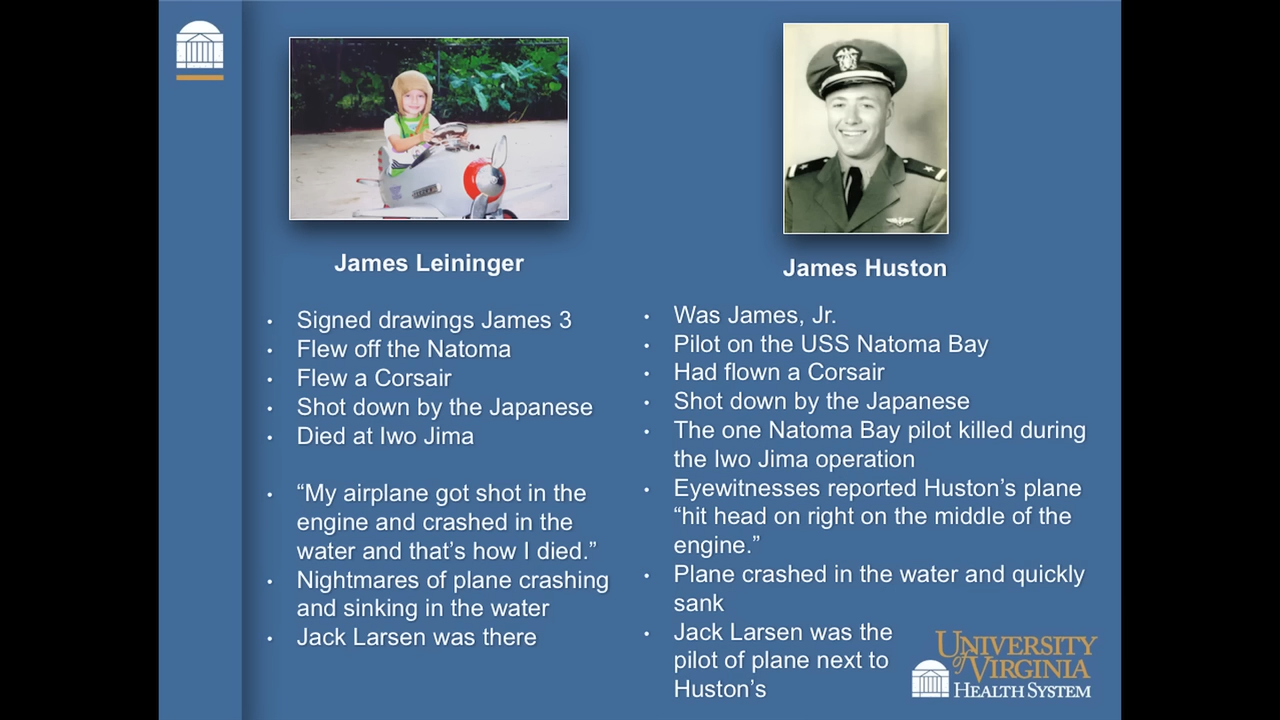 James Leininger
• Signed drawings James 3
• Flew off the Natoma
• Flew a Corsair
• Shot down by the Japanese
• Died at Iwo Jima
• “My airplane got shot in the
engine and crashed in the
water and that’s how I died.”
• Nightmares of plane crashing
and sinking in the water
• Jack Larsen was there
James Huston
• Was James, Jr.
• Pilot on the USS Natoma Bay
• Had flown a Corsair
• Shot down by the Japanese
• The one Natoma Bay pilot killed during
the Iwo Jima operation
• Eyewitnesses reported Huston’s plane
“hit head on right on the middle of the
engine.”
• Plane crashed in the water and quickly
sank
• Jack Larsen was the
pilot of plane next to
Huston’s
UNIVERSITY
of VIRGINIA
HEALTH SYSTEM